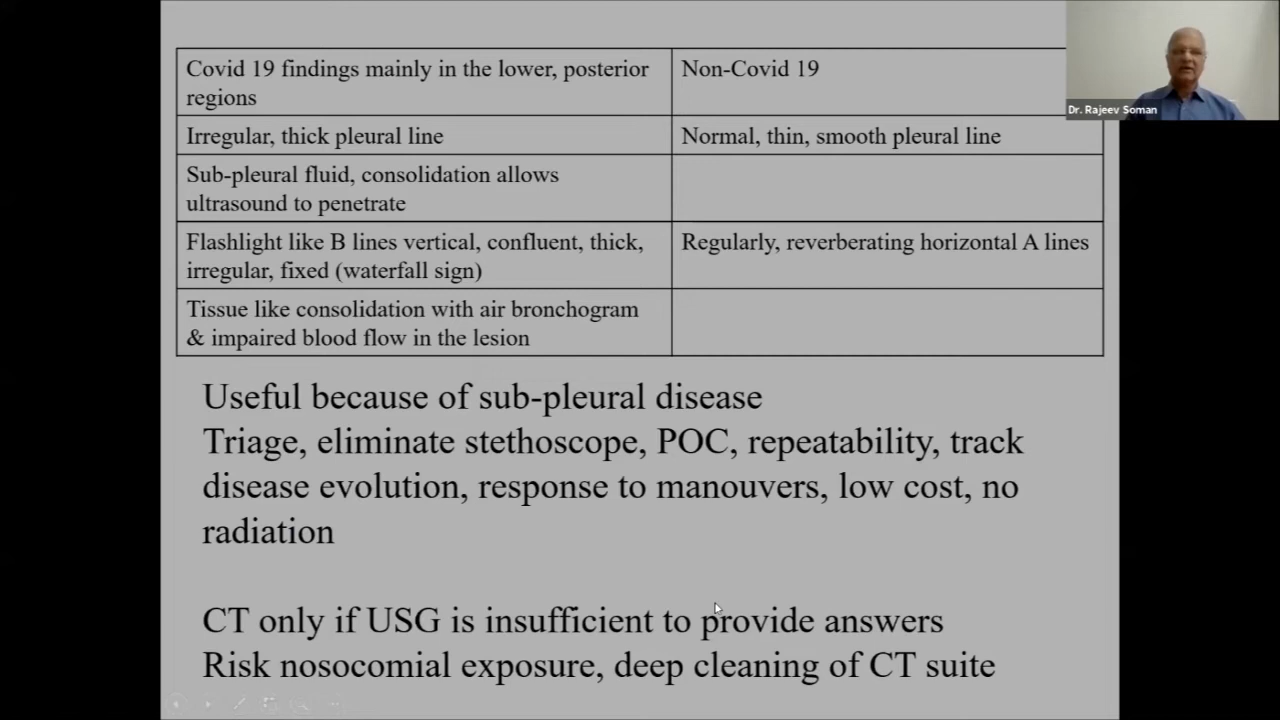 Covid 19 findings mainly in the lower, posterior
regions
Non-Covid 19
Dr. Rajeev Soman
Irregular, thick pleural line
Normal, thin, smooth pleural line
Sub-pleural fluid, consolidation allows
ultrasound to penetrate
Flashlight like B lines vertical, confluent, thick,
irregular, fixed (waterfall sign)
Regularly, reverberating horizontal A lines
Tissue like consolidation with air bronchogram
& impaired blood flow in the lesion
Useful because of sub-pleural disease
Triage, eliminate stethoscope, POC, repeatability, track
disease evolution, response to manouvers, low cost, no
radiation
CT only if USG is insufficient to provide answers
Risk nosocomial exposure, deep cleaning of CT suite